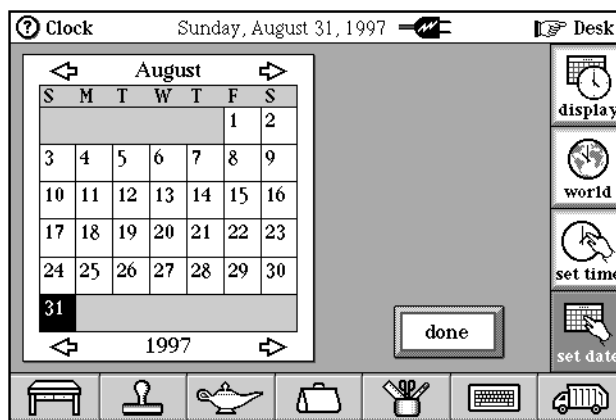 ? Clock Sunday, August 31, 1997 Desk
August
S M T W T F S
1 2
3 4 5 6 7 8 9
10 11 12 13 14 15 16
17 18 19 20 21 22 23
24 25 26 27 28 29 30
31
1997
done
display
world
set time
set date